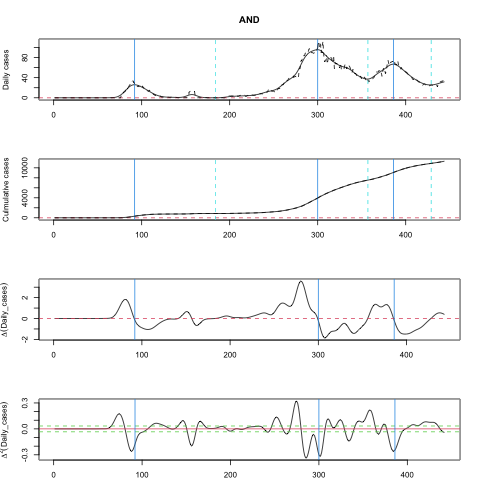 AND
Daily cases
0 40 80
0 100 200 300 400
Culmulative cases
0 4000 10000
0 100 200 300 400
Δ(Daily_cases)
-2 0 2
0 100 200 300 400
Δ²(Daily_cases)
-0.3 0.0 0.3
0 100 200 300 400